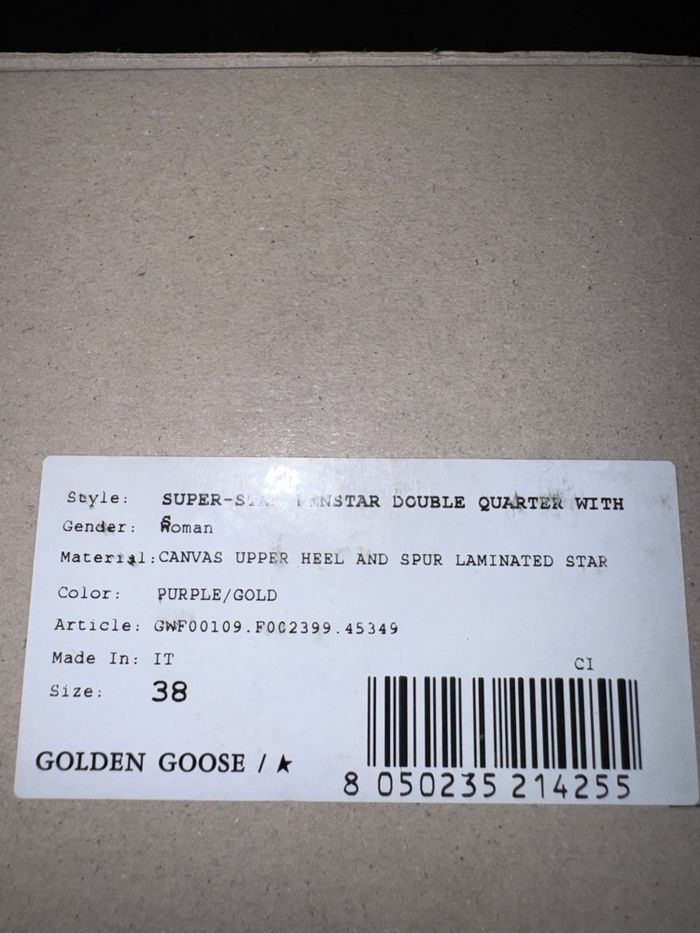 Style: SUPER-STAR PENSTAR DOUBLE QUARTER WITH
Gender: Woman
Material: CANVAS UPPER HEEL AND SPUR LAMINATED STAR
Color: PURPLE/GOLD
Article: GWF00109.F002399.45349
Made In: IT
CI
Size: 38
GOLDEN GOOSE / ★
8 050235 214255